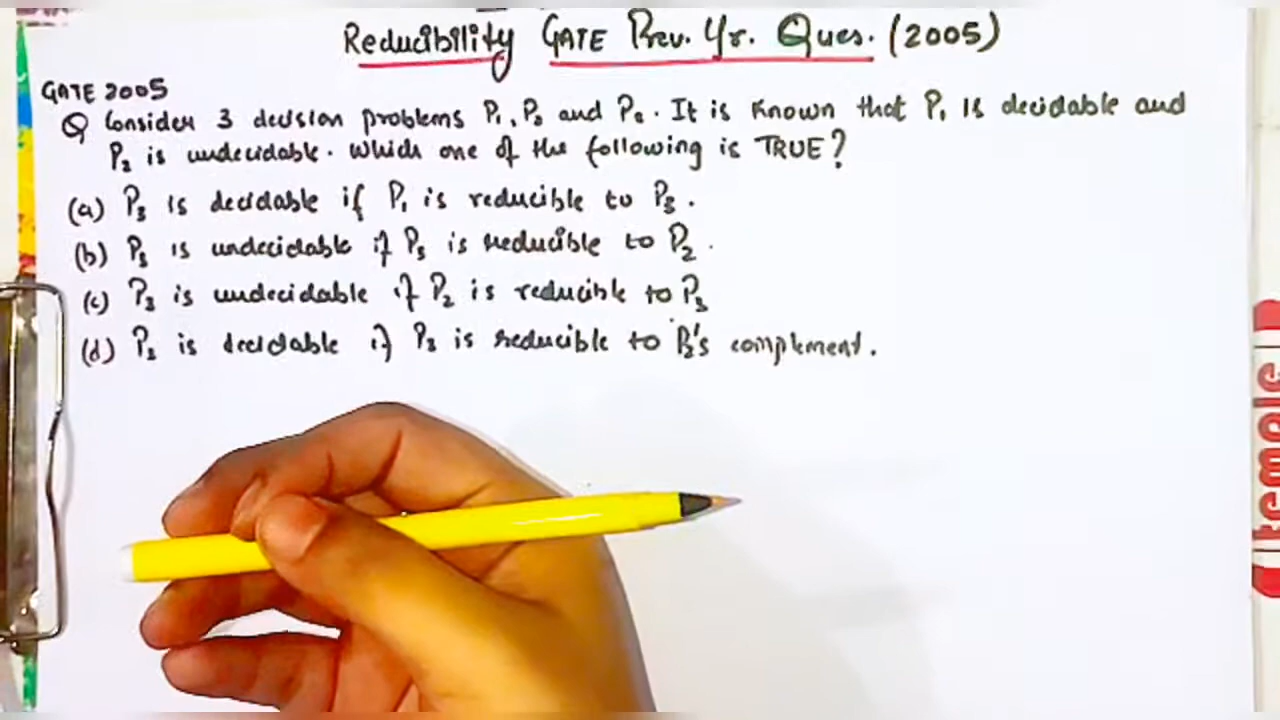 Reducibility GATE Prev. Yr. Ques. (2005)
GATE 2005
Q Consider 3 decision problems P₁, P₂ and P₃. It is known that P₁ is decidable and
P₂ is undecidable. Which one of the following is TRUE?
(a) P₃ is decidable if P₁ is reducible to P₃.
(b) P₃ is undecidable if P₃ is reducible to P₂.
(c) P₃ is undecidable if P₂ is reducible to P₃
(d) P₃ is decidable if P₃ is reducible to P₂'s complement.
temple